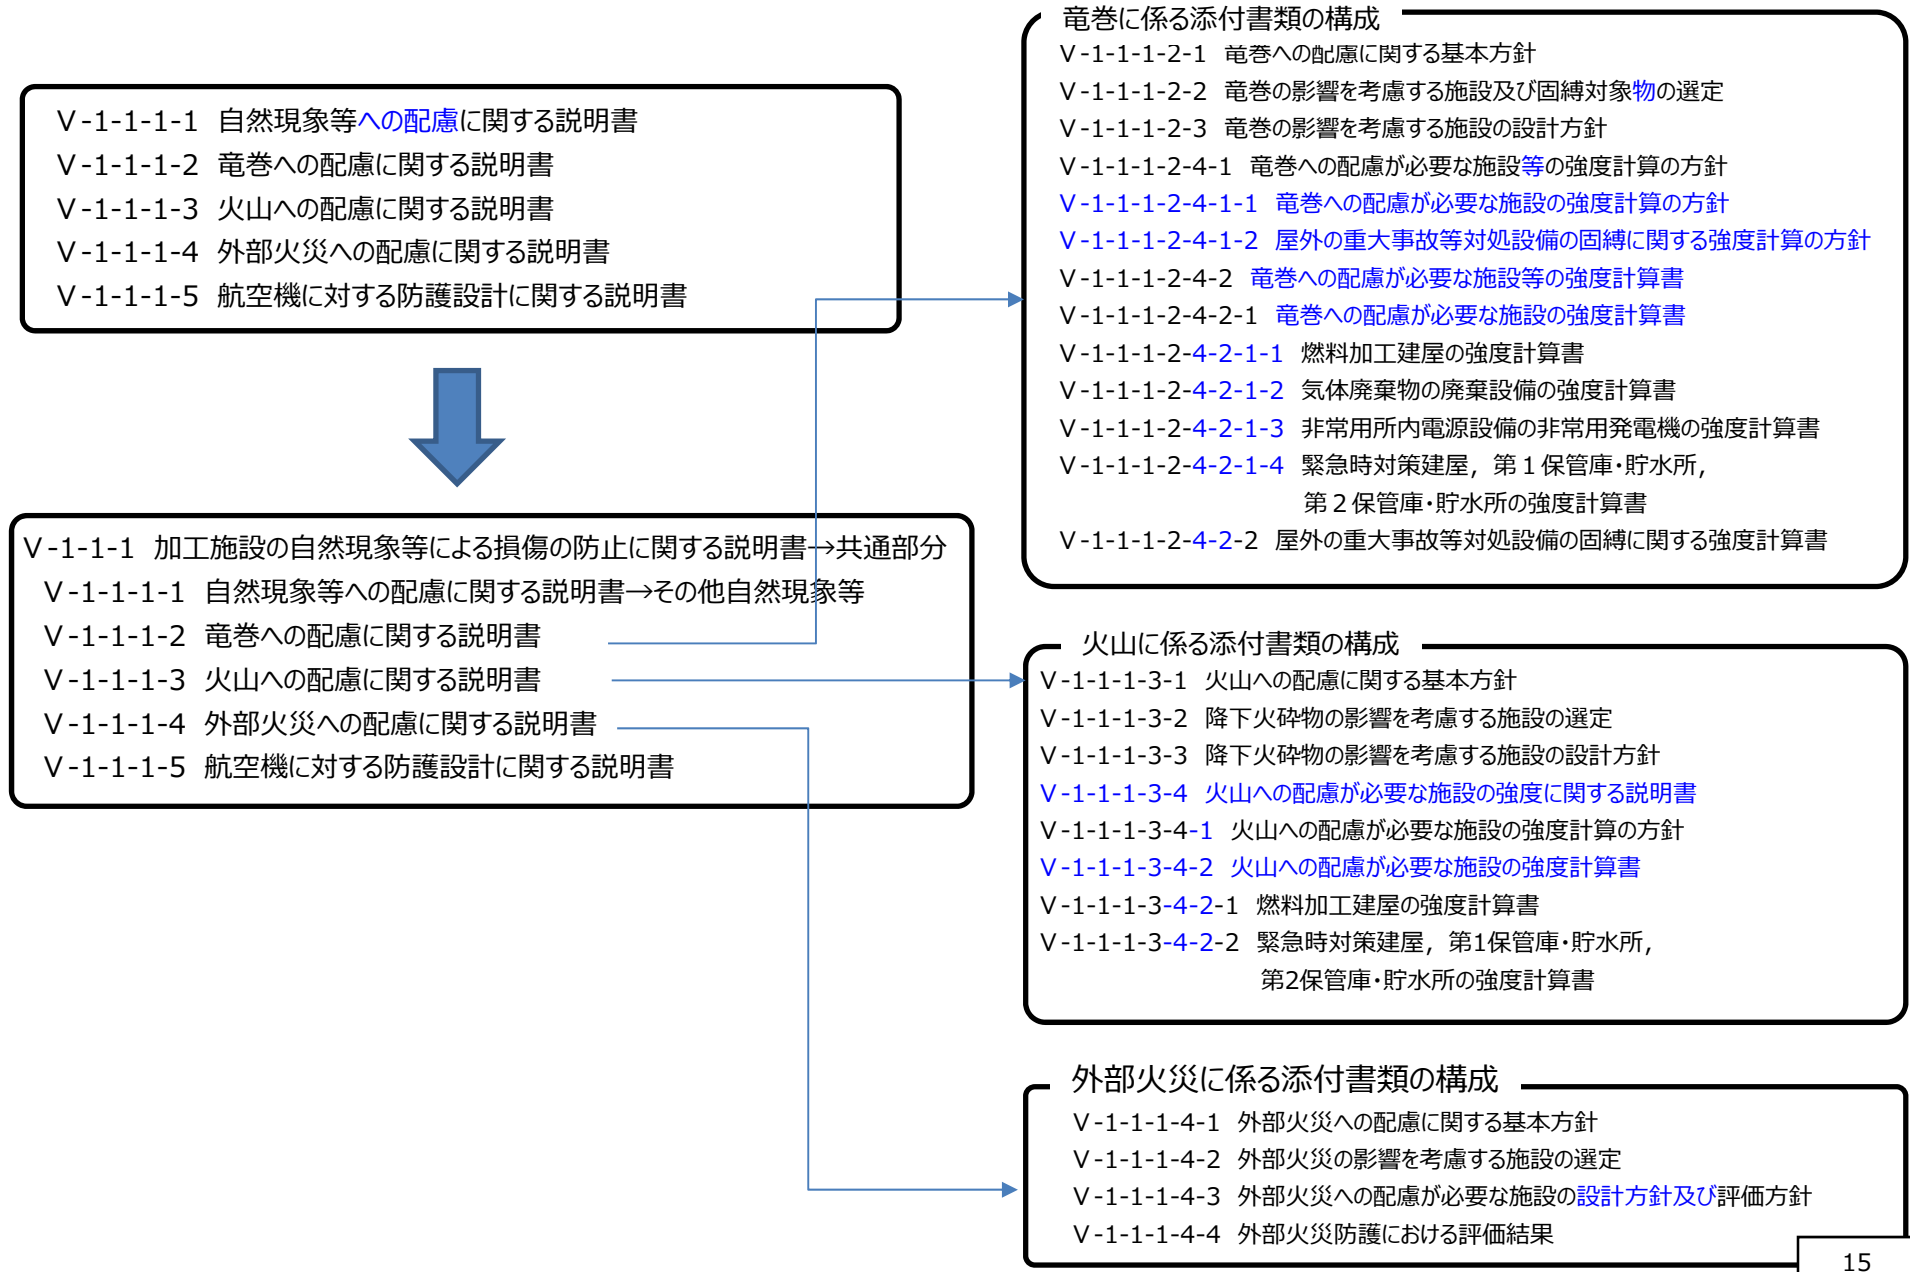 Ⅴ-1-1-1-1 自然現象等への配慮に関する説明書
Ⅴ-1-1-1-2 竜巻への配慮に関する説明書
Ⅴ-1-1-1-3 火山への配慮に関する説明書
Ⅴ-1-1-1-4 外部火災への配慮に関する説明書
Ⅴ-1-1-1-5 航空機に対する防護設計に関する説明書
Ⅴ-1-1-1 加工施設の自然現象等による損傷の防止に関する説明書→共通部分
Ⅴ-1-1-1-1 自然現象等への配慮に関する説明書→その他自然現象等
Ⅴ-1-1-1-2 竜巻への配慮に関する説明書
Ⅴ-1-1-1-3 火山への配慮に関する説明書
Ⅴ-1-1-1-4 外部火災への配慮に関する説明書
Ⅴ-1-1-1-5 航空機に対する防護設計に関する説明書
竜巻に係る添付書類の構成
Ⅴ-1-1-1-2-1 竜巻への配慮に関する基本方針
Ⅴ-1-1-1-2-2 竜巻の影響を考慮する施設及び固縛対象物の選定
Ⅴ-1-1-1-2-3 竜巻の影響を考慮する施設の設計方針
Ⅴ-1-1-1-2-4-1 竜巻への配慮が必要な施設等の強度計算の方針
Ⅴ-1-1-1-2-4-1-1 竜巻への配慮が必要な施設の強度計算の方針
Ⅴ-1-1-1-2-4-1-2 屋外の重大事故等対処設備の固縛に関する強度計算の方針
Ⅴ-1-1-1-2-4-2 竜巻への配慮が必要な施設等の強度計算書
Ⅴ-1-1-1-2-4-2-1 竜巻への配慮が必要な施設の強度計算書
Ⅴ-1-1-1-2-4-2-1-1 燃料加工建屋の強度計算書
Ⅴ-1-1-1-2-4-2-1-2 気体廃棄物の廃棄設備の強度計算書
Ⅴ-1-1-1-2-4-2-1-3 非常用所内電源設備の非常用発電機の強度計算書
Ⅴ-1-1-1-2-4-2-1-4 緊急時対策建屋，第１保管庫・貯水所，
第２保管庫・貯水所の強度計算書
Ⅴ-1-1-1-2-4-2-2 屋外の重大事故等対処設備の固縛に関する強度計算書
火山に係る添付書類の構成
Ⅴ-1-1-1-3-1 火山への配慮に関する基本方針
Ⅴ-1-1-1-3-2 降下火砕物の影響を考慮する施設の選定
Ⅴ-1-1-1-3-3 降下火砕物の影響を考慮する施設の設計方針
Ⅴ-1-1-1-3-4 火山への配慮が必要な施設の強度に関する説明書
Ⅴ-1-1-1-3-4-1 火山への配慮が必要な施設の強度計算の方針
Ⅴ-1-1-1-3-4-2 火山への配慮が必要な施設の強度計算書
Ⅴ-1-1-1-3-4-2-1 燃料加工建屋の強度計算書
Ⅴ-1-1-1-3-4-2-2 緊急時対策建屋，第1保管庫・貯水所，
第2保管庫・貯水所の強度計算書
外部火災に係る添付書類の構成
Ⅴ-1-1-1-4-1 外部火災への配慮に関する基本方針
Ⅴ-1-1-1-4-2 外部火災の影響を考慮する施設の選定
Ⅴ-1-1-1-4-3 外部火災への配慮が必要な施設の設計方針及び評価方針
Ⅴ-1-1-1-4-4 外部火災防護における評価結果
15